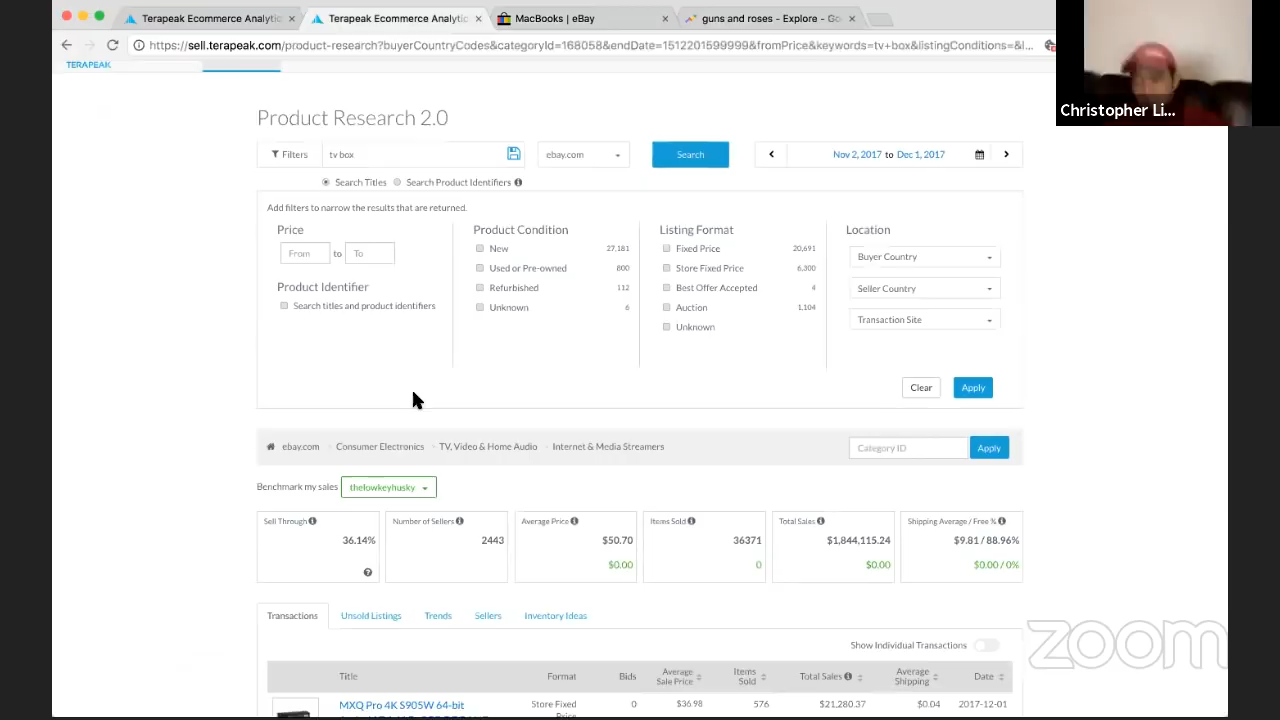 Terapeak Ecommerce Analytic
Terapeak Ecommerce Analytic
MacBooks | eBay
guns and roses - Explore - Go
https://sell.terapeak.com/product-research?buyerCountryCodes&categoryId=168058&endDate=1512201599999&fromPrice&keywords=tv+box&listingConditions=&l...
TERAPEAK
Christopher Li...
Product Research 2.0
Filters
tv box
ebay.com
Search
Nov 2, 2017 to Dec 1, 2017
Search Titles
Search Product Identifiers
Add filters to narrow the results that are returned.
Price
From to To
Product Identifier
Search titles and product identifiers
Product Condition
New 27,181
Used or Pre-owned 800
Refurbished 112
Unknown 6
Listing Format
Fixed Price 20,691
Store Fixed Price 6,300
Best Offer Accepted 4
Auction 1,104
Unknown
Location
Buyer Country
Seller Country
Transaction Site
Clear
Apply
ebay.com Consumer Electronics TV, Video & Home Audio Internet & Media Streamers
Category ID
Apply
Benchmark my sales thelowkeyhusky
Sell Through
36.14%
Number of Sellers
2443
Average Price
$50.70
$0.00
Items Sold
36371
0
Total Sales
$1,844,115.24
$0.00
Shipping Average / Free %
$9.81 / 88.96%
$0.00 / 0%
Transactions Unsold Listings Trends Sellers Inventory Ideas
Show Individual Transactions
zoom
Title Format Bids Average Sale Price Items Sold Total Sales Average Shipping Date
MXQ Pro 4K S905W 64-bit Store Fixed 0 $36.98 576 $21,280.37 $0.04 2017-12-01